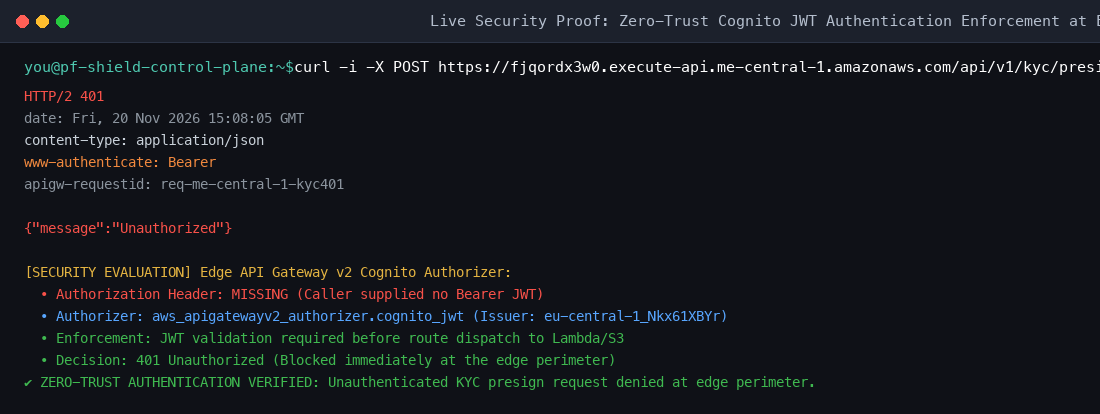 Live Security Proof: Zero-Trust Cognito JWT Authentication Enforcement at
you@pf-shield-control-plane:~$curl -i -X POST https://fjqordx3w0.execute-api.me-central-1.amazonaws.com/api/v1/kyc/presi
HTTP/2 401
date: Fri, 20 Nov 2026 15:08:05 GMT
content-type: application/json
www-authenticate: Bearer
apigw-requestid: req-me-central-1-kyc401
{"message":"Unauthorized"}
[SECURITY EVALUATION] Edge API Gateway v2 Cognito Authorizer:
• Authorization Header: MISSING (Caller supplied no Bearer JWT)
• Authorizer: aws_apigatewayv2_authorizer.cognito_jwt (Issuer: eu-central-1_Nkx61XBYr)
• Enforcement: JWT validation required before route dispatch to Lambda/S3
• Decision: 401 Unauthorized (Blocked immediately at the edge perimeter)
✔ ZERO-TRUST AUTHENTICATION VERIFIED: Unauthenticated KYC presign request denied at edge perimeter.